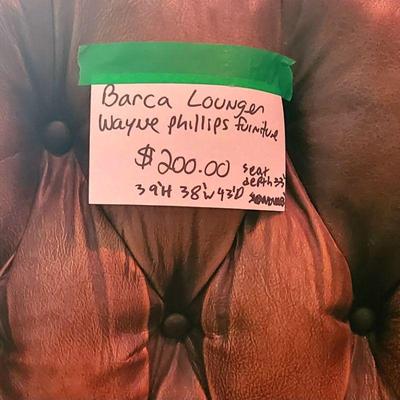 Barca Lounger
Wayne Phillips furniture
$200.00
seat
depth 33"
39"H 38"W 43"D